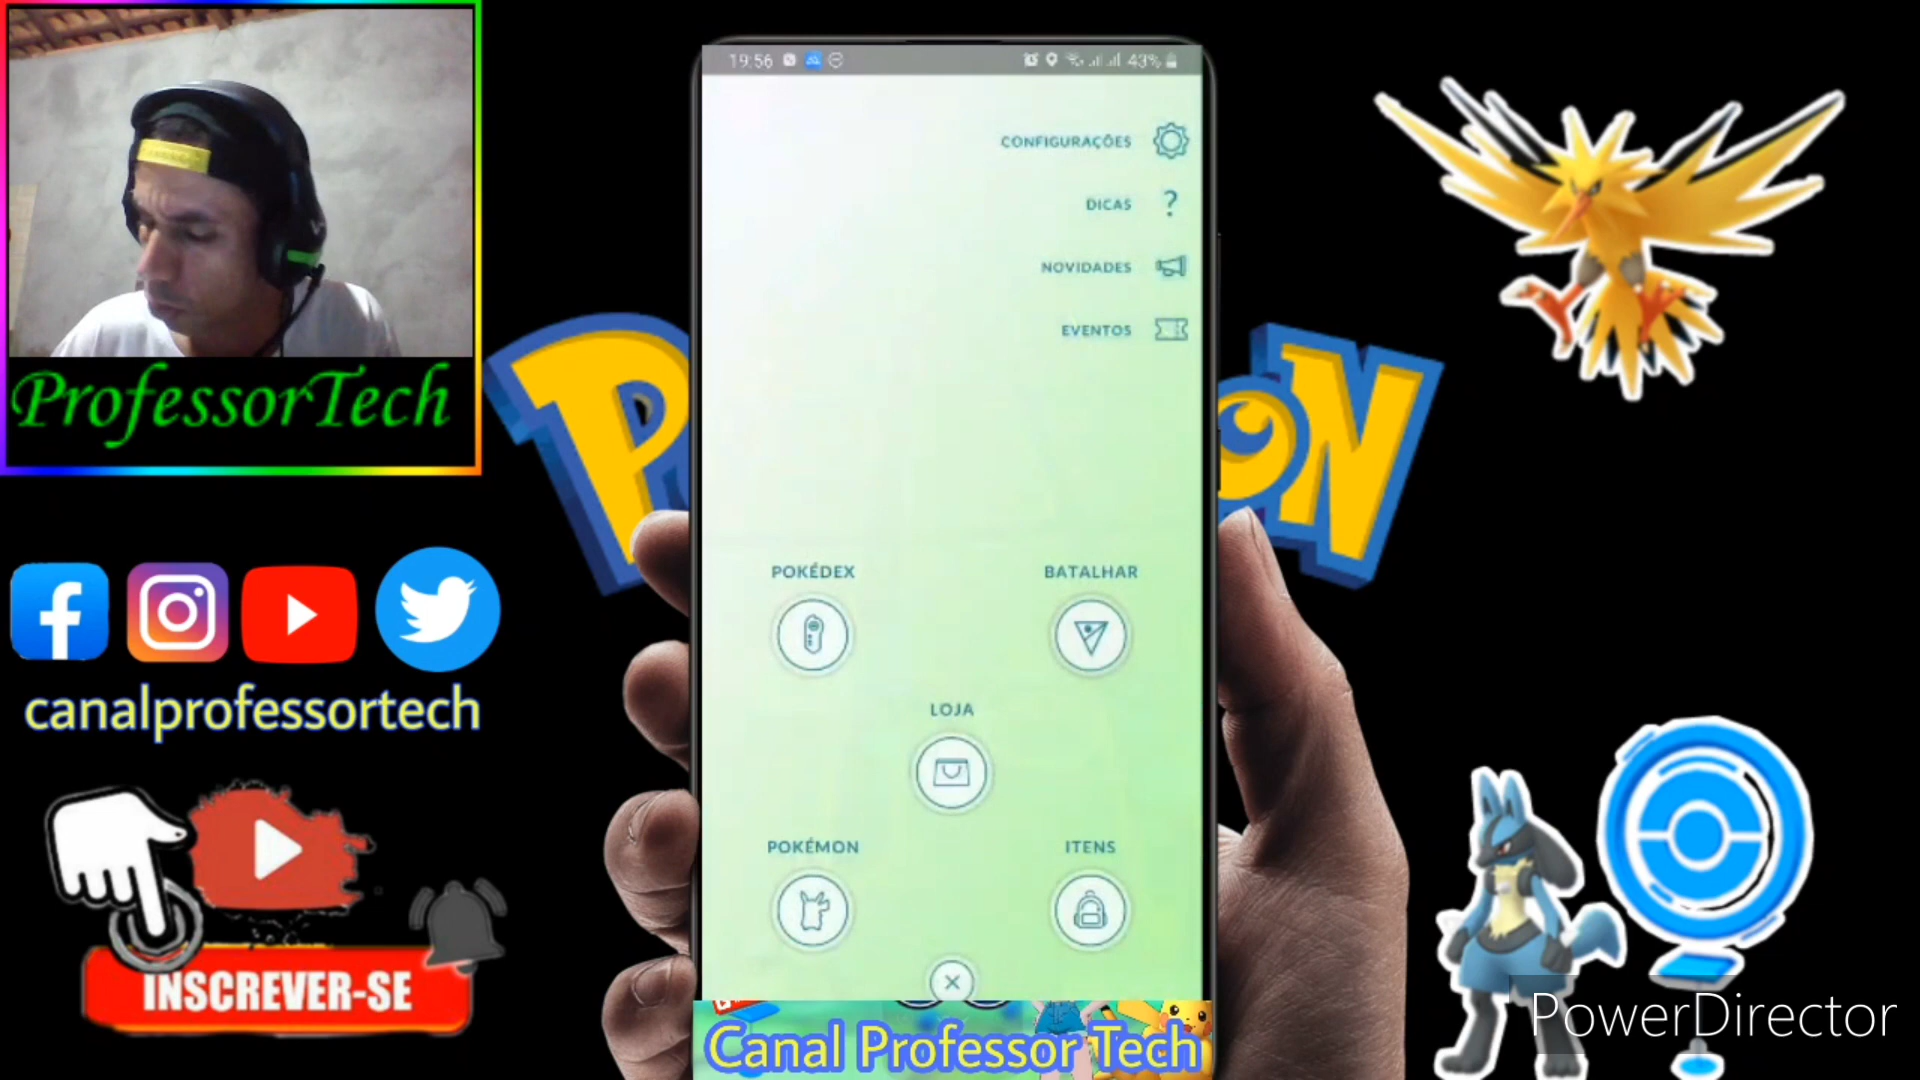 19:56
43%
CONFIGURAÇÕES
DICAS ?
NOVIDADES
EVENTOS
ProfessorTech
P ON
POKÉDEX
BATALHAR
LOJA
POKÉMON
ITENS
canalprofessortech
INSCREVER-SE
Canal Professor Tech
PowerDirector